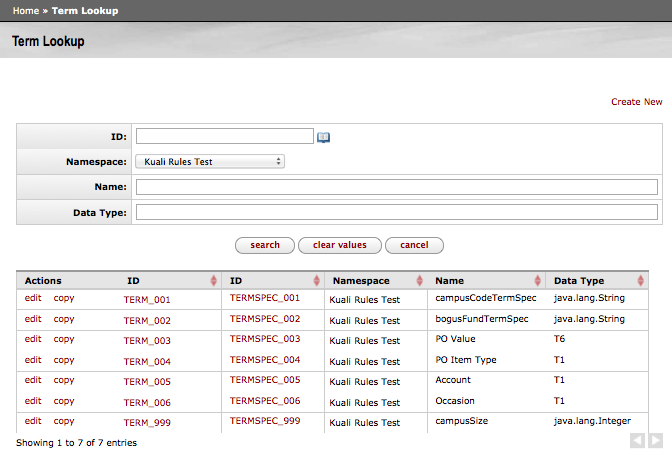 Home » Term Lookup
Term Lookup
Create New
ID:
Namespace: Kuali Rules Test
Name:
Data Type:
search clear values cancel
Actions ID ID Namespace Name Data Type
edit copy TERM_001 TERMSPEC_001 Kuali Rules Test campusCodeTermSpec java.lang.String
edit copy TERM_002 TERMSPEC_002 Kuali Rules Test bogusFundTermSpec java.lang.String
edit copy TERM_003 TERMSPEC_003 Kuali Rules Test PO Value T6
edit copy TERM_004 TERMSPEC_004 Kuali Rules Test PO Item Type T1
edit copy TERM_005 TERMSPEC_005 Kuali Rules Test Account T1
edit copy TERM_006 TERMSPEC_006 Kuali Rules Test Occasion T1
edit copy TERM_999 TERMSPEC_999 Kuali Rules Test campusSize java.lang.Integer
Showing 1 to 7 of 7 entries